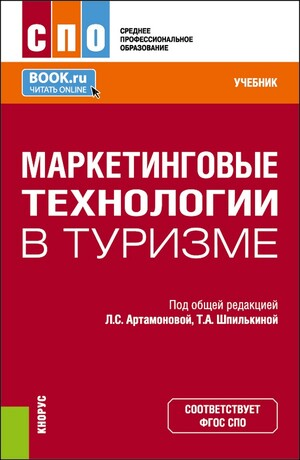 СПО
СРЕДНЕЕ
ПРОФЕССИОНАЛЬНОЕ
ОБРАЗОВАНИЕ
BOOK.ru
ЧИТАТЬ ONLINE
УЧЕБНИК
МАРКЕТИНГОВЫЕ
ТЕХНОЛОГИИ
В ТУРИЗМЕ
Под общей редакцией
Л.С. Артамоновой, Т.А. Шпилькиной
КНОРУС
СООТВЕТСТВУЕТ
ФГОС СПО